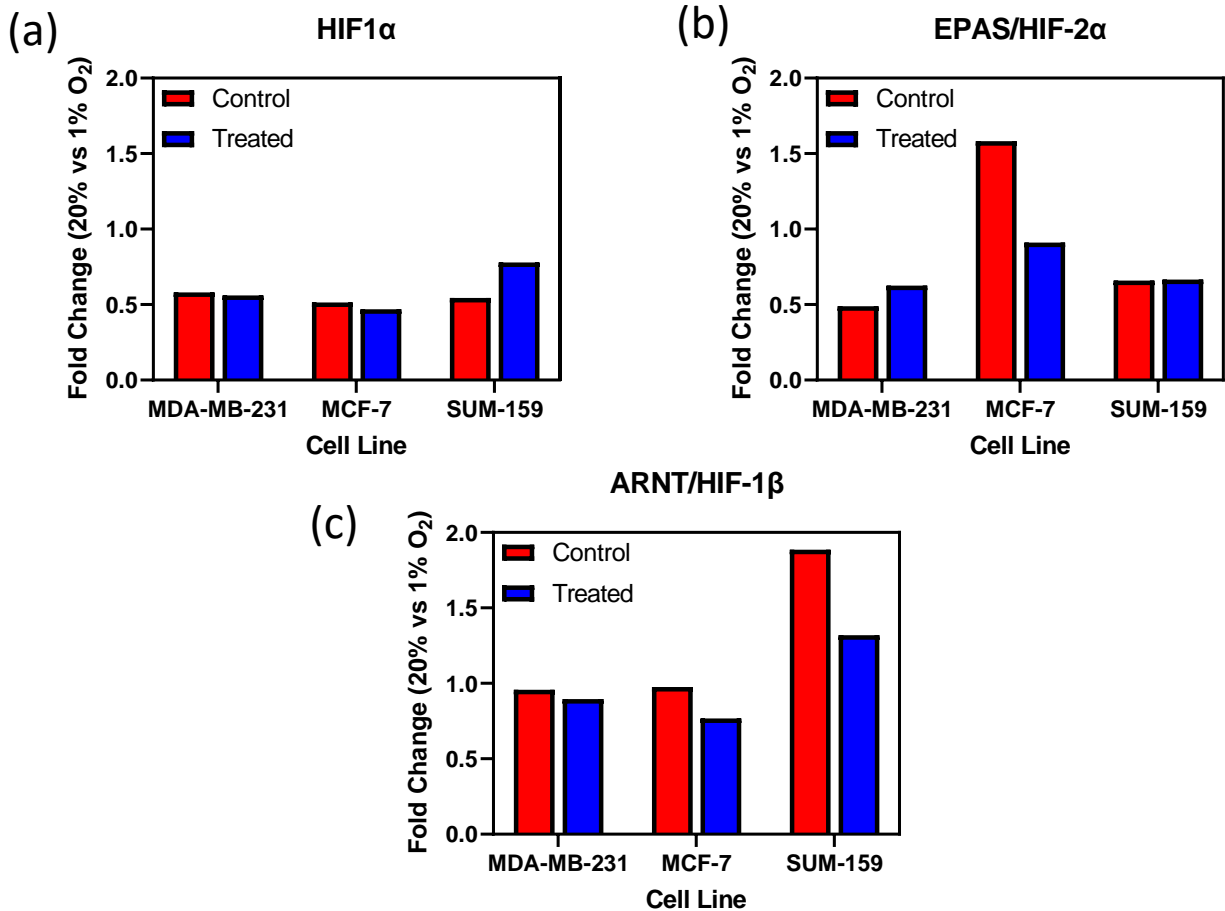 (a)
HIF1α
Fold Change (20% vs 1% O₂)
2.0
1.5
1.0
0.5
0.0
Control
Treated
MDA-MB-231 MCF-7 SUM-159
Cell Line
(b)
EPAS/HIF-2α
Fold Change (20% vs 1% O₂)
2.0
1.5
1.0
0.5
0.0
Control
Treated
MDA-MB-231 MCF-7 SUM-159
Cell Line
(c)
ARNT/HIF-1β
Fold Change (20% vs 1% O₂)
2.0
1.5
1.0
0.5
0.0
Control
Treated
MDA-MB-231 MCF-7 SUM-159
Cell Line